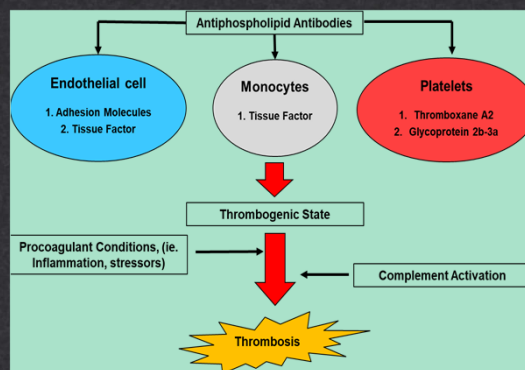 Antiphospholipid Antibodies
Endothelial cell
1. Adhesion Molecules
2. Tissue Factor
Monocytes
1. Tissue Factor
Platelets
1. Thromboxane A2
2. Glycoprotein 2b-3a
Thrombogenic State
Procoagulant Conditions, (ie.
Inflammation, stressors)
Complement Activation
Thrombosis